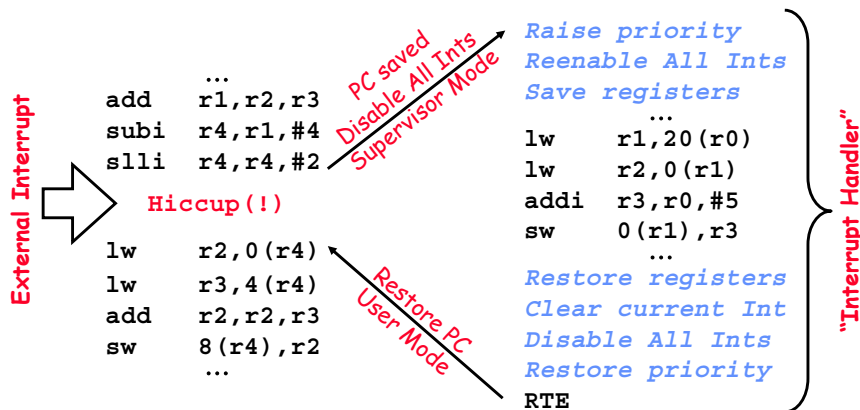 External Interrupt
…
add r1,r2,r3
subi r4,r1,#4
slli r4,r4,#2
Hiccup(!)
lw r2,0(r4)
lw r3,4(r4)
add r2,r2,r3
sw 8(r4),r2
…
PC saved
Disable All Ints
Supervisor Mode
Restore PC
User Mode
Raise priority
Reenable All Ints
Save registers
…
lw r1,20(r0)
lw r2,0(r1)
addi r3,r0,#5
sw 0(r1),r3
…
Restore registers
Clear current Int
Disable All Ints
Restore priority
RTE
“Interrupt Handler”